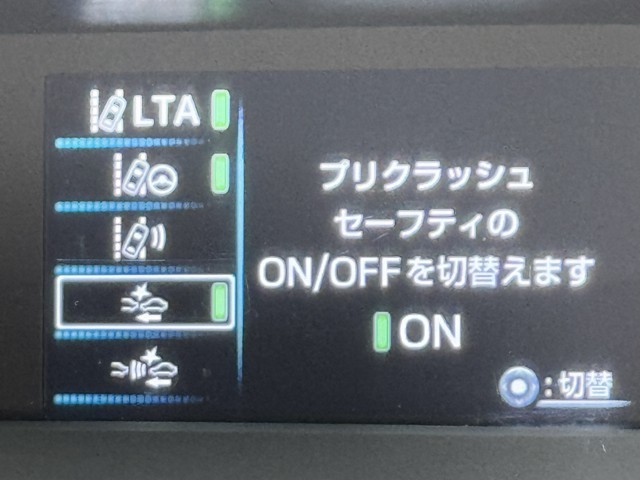 LTA
プリクラッシュ
セーフティの
ON/OFFを切替えます
ON
:切替